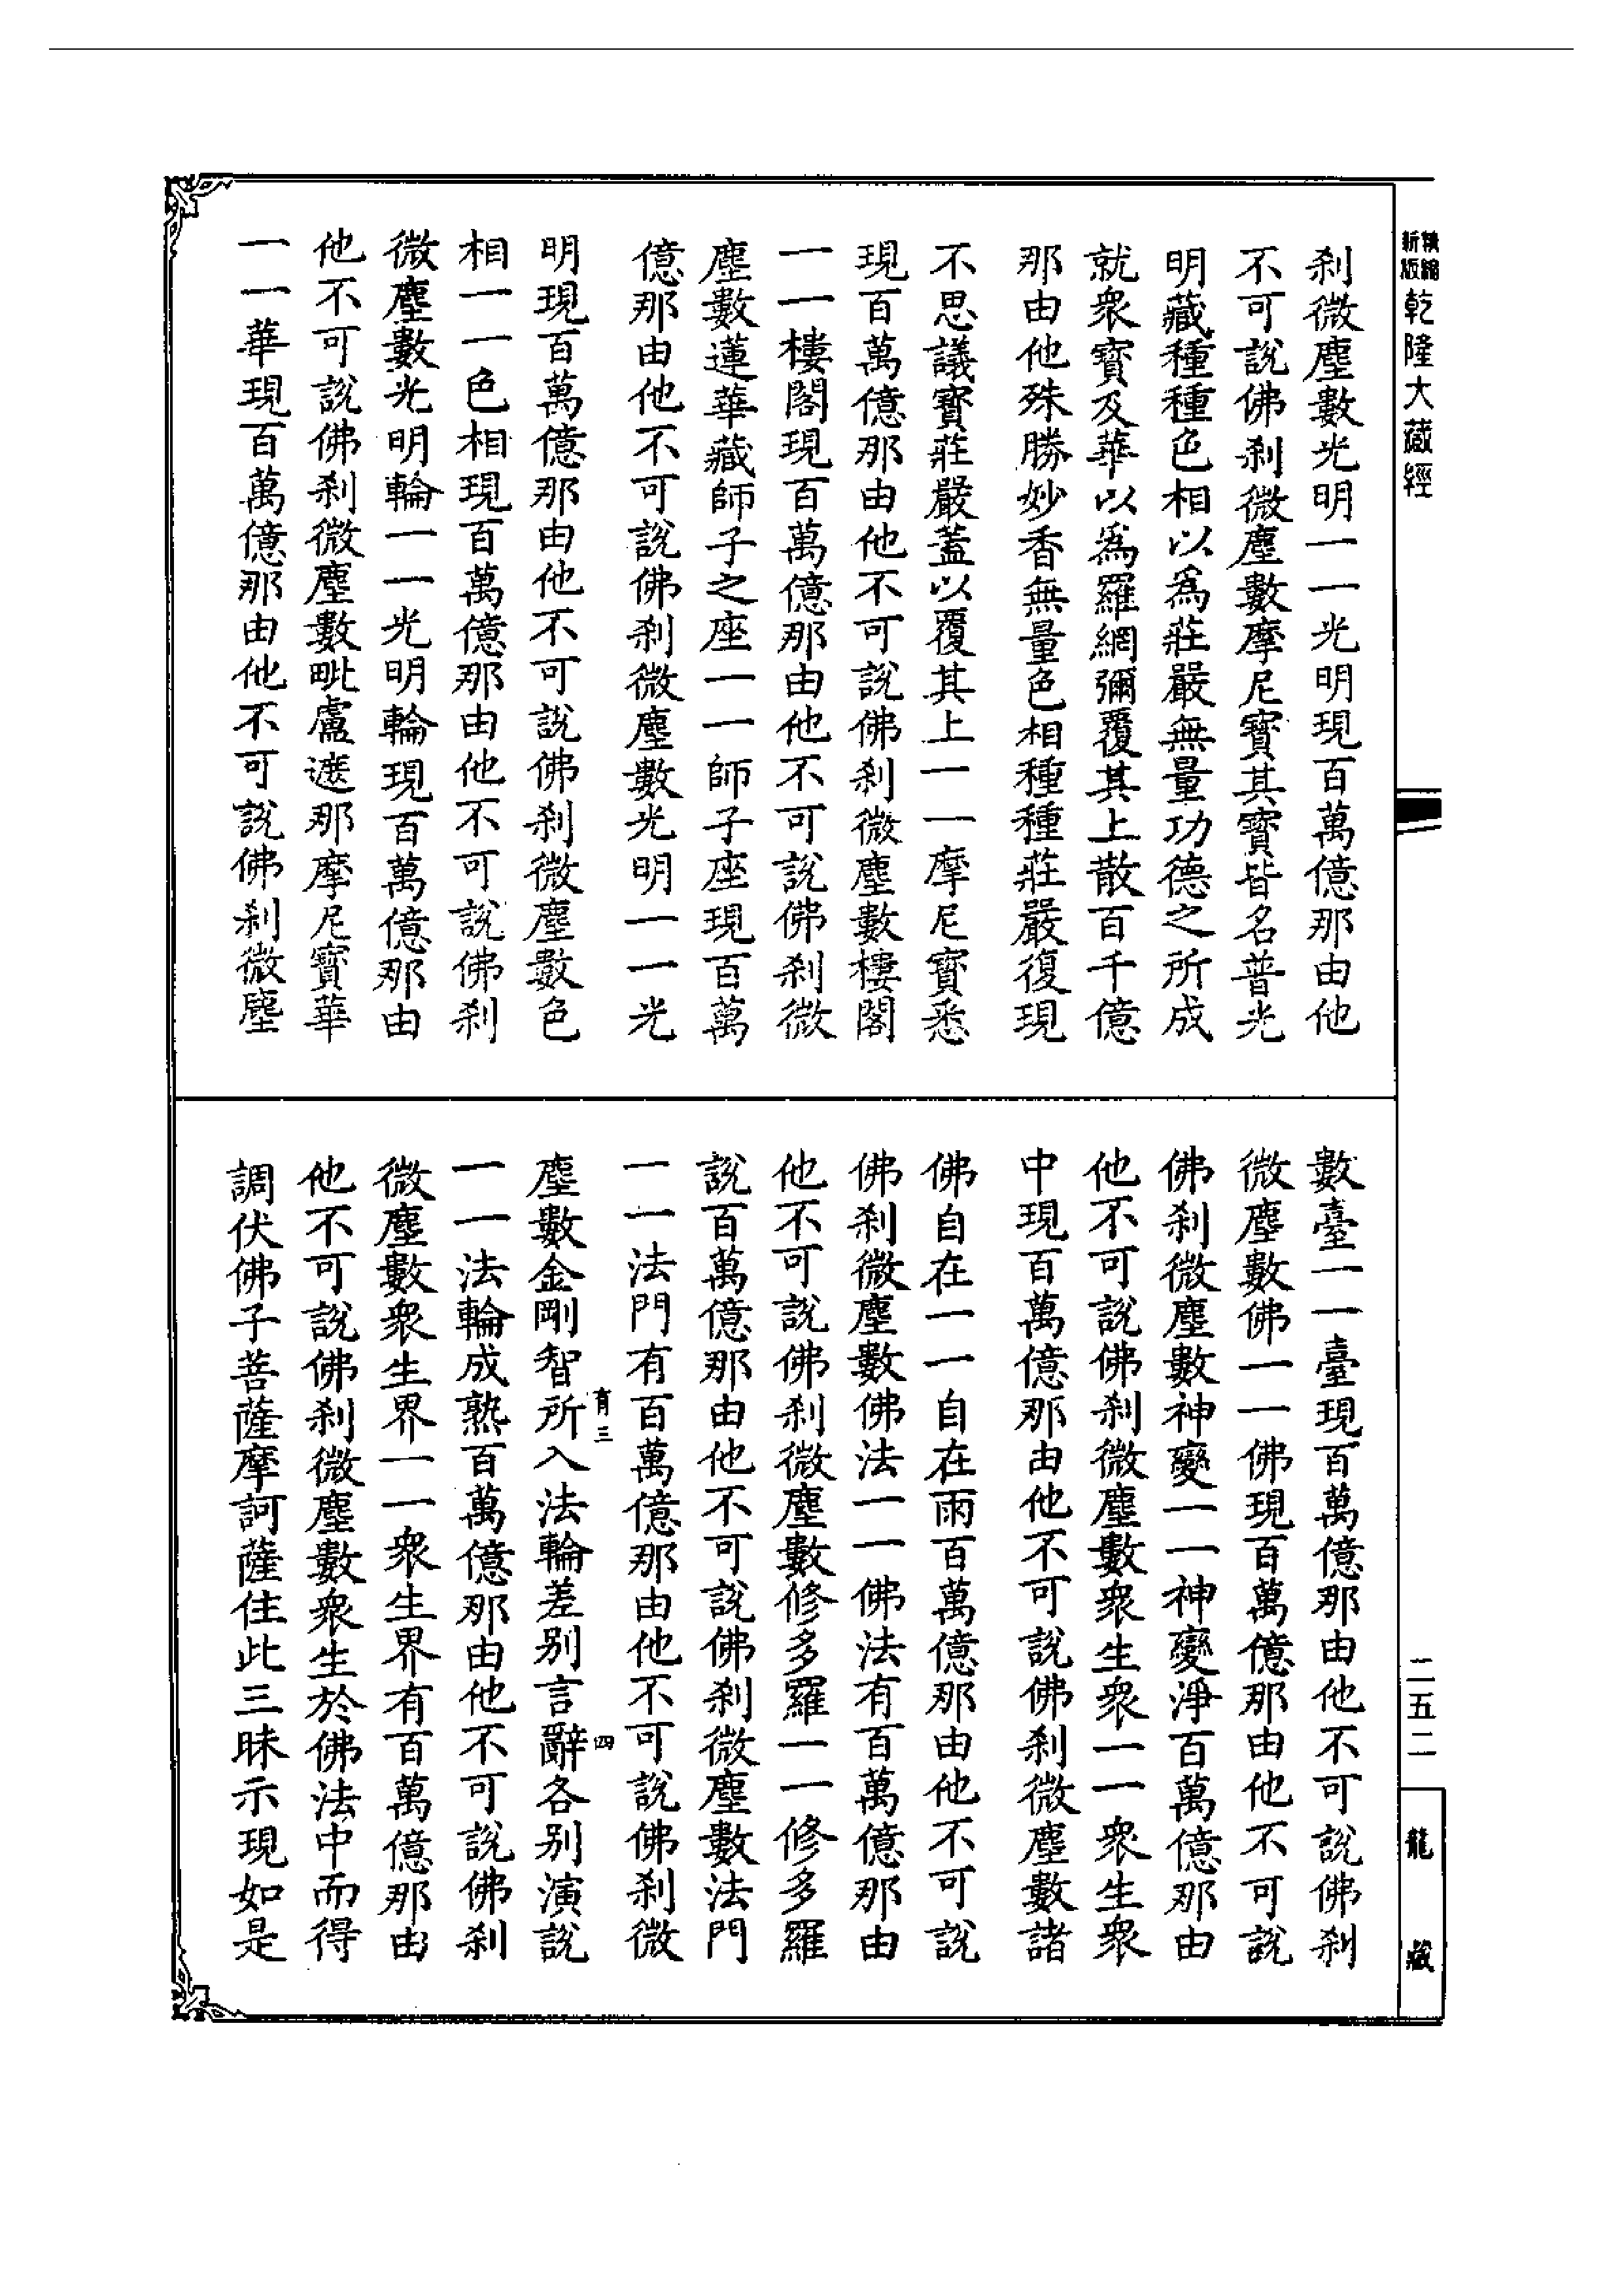 新編縮版
乾隆大藏經
刹微塵數光明一一光明現百萬億那由他
不可說佛刹微塵數摩尼寶其寶皆名普光
明藏種種色相以為莊嚴無量功德之所成
就衆寶及華以為羅網彌覆其上散百千億
那由他殊勝妙香無量色相種種莊嚴復現
不思議寶莊嚴蓋以覆其上一一摩尼寶悉
現百萬億那由他不可說佛刹微塵數樓閣
一一樓閣現百萬億那由他不可說佛刹微
塵數蓮華藏師子之座一一師子座現百萬
億那由他不可說佛刹微塵數光明一一光
明現百萬億那由他不可說佛刹微塵數色
相一一色相現百萬億那由他不可說佛刹
微塵數光明輪一一光明輪現百萬億那由
他不可說佛刹微塵數毗盧遮那摩尼寶華
一一華現百萬億那由他不可說佛刹微塵
數臺一一臺現百萬億那由他不可說佛刹
微塵數佛一一佛現百萬億那由他不可說
佛刹微塵數神變一一神變淨百萬億那由
他不可說佛刹微塵數衆生衆一一衆生衆
中現百萬億那由他不可說佛刹微塵數諸
佛自在一一自在雨百萬億那由他不可說
佛刹微塵數佛法一一佛法有百萬億那由
他不可說佛刹微塵數修多羅一一修多羅
說百萬億那由他不可說佛刹微塵數法門
一一法門有百萬億那由他不可說佛刹微
育三 四
塵數金剛智所入法輪差别言辭各别演說
一一法輪成熟百萬億那由他不可說佛刹
微塵數衆生界一一衆生界有百萬億那由
他不可說佛刹微塵數衆生於佛法中而得
調伏佛子菩薩摩訶薩住此三昧示現如是
二五二
龍藏